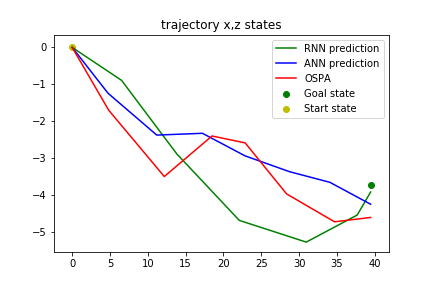 trajectory x,z states
RNN prediction
ANN prediction
OSPA
Goal state
Start state
0
−1
−2
−3
−4
−5
0 5 10 15 20 25 30 35 40